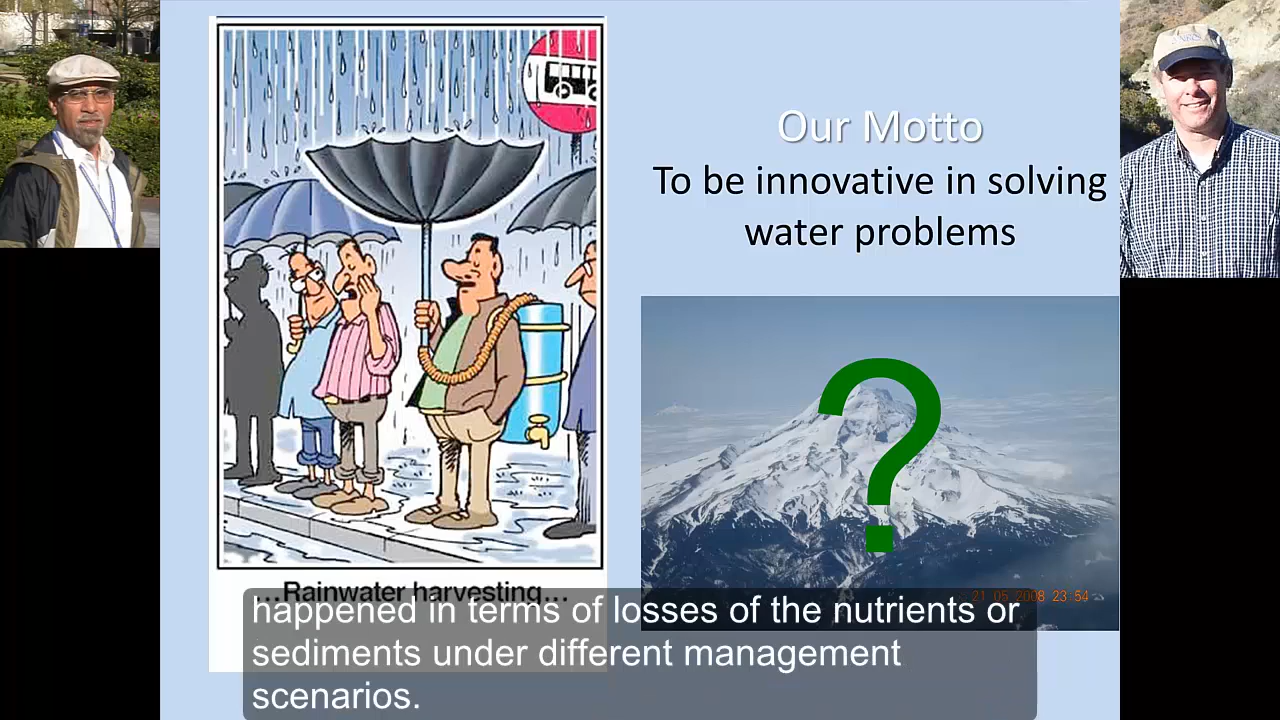 Our Motto
To be innovative in solving
water problems
...Rainwater harvesting...
21 05 2008 23:54
happened in terms of losses of the nutrients or
sediments under different management
scenarios.
?